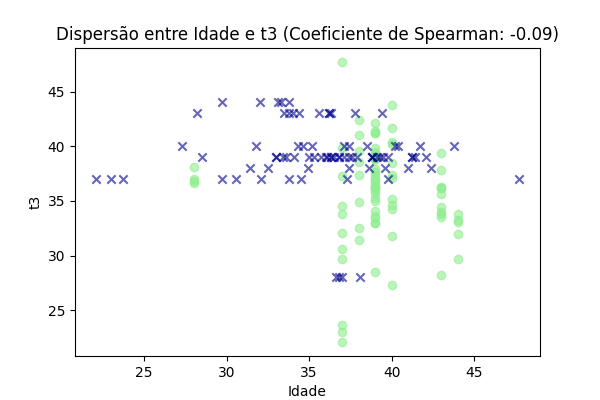 Dispersão entre Idade e t3 (Coeficiente de Spearman: -0.09)
45
40
35
30
25
t3
25 30 35 40 45
Idade